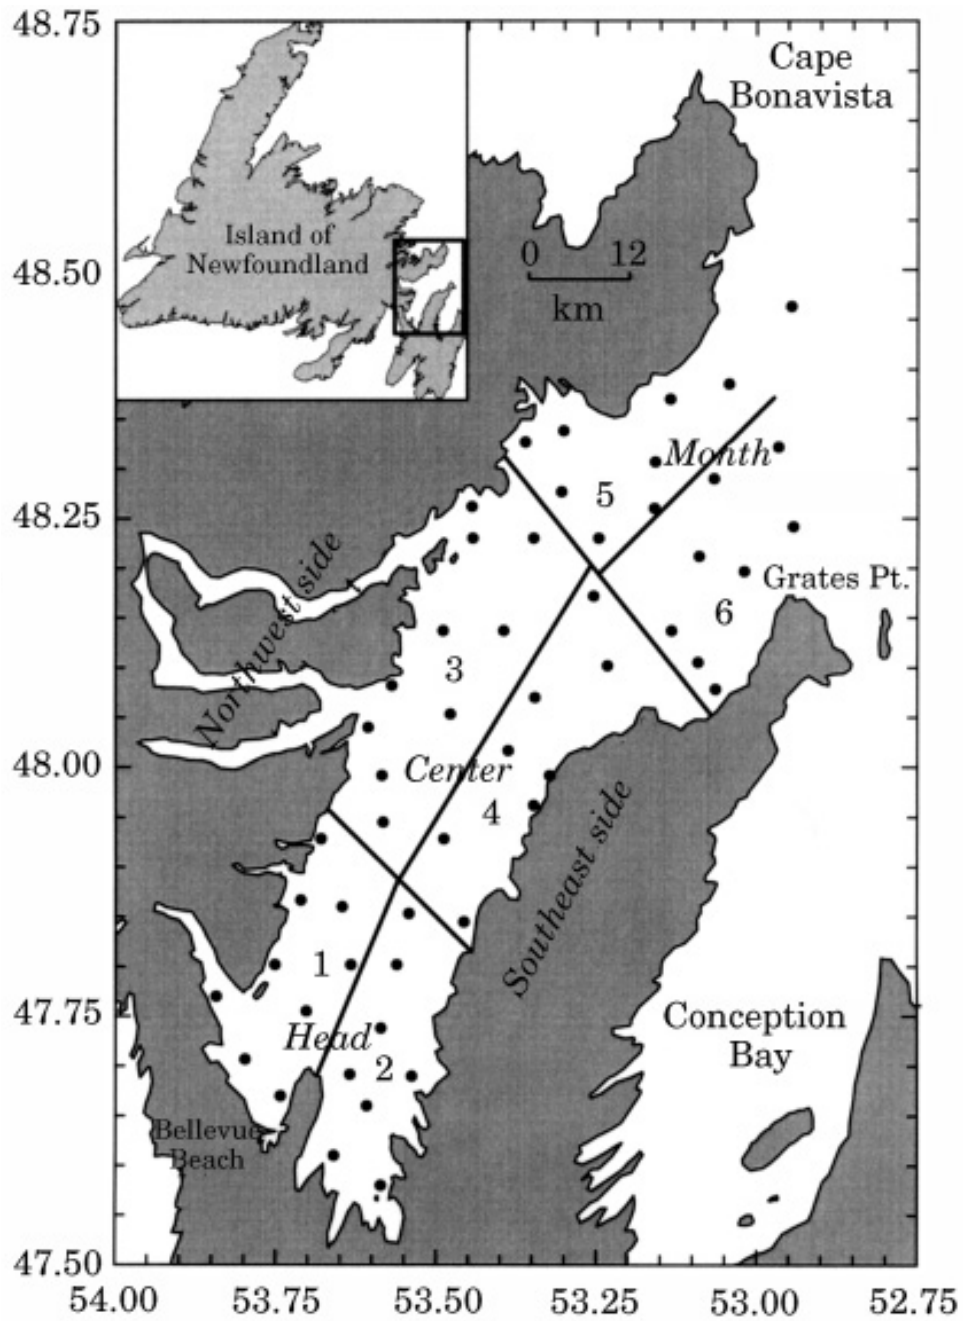 48.75
48.50
48.25
48.00
47.75
47.50
54.00
53.75
53.50
53.25
53.00
52.75
Island of
Newfoundland
Cape
Bonavista
0
12
km
Month
5
6
Grates Pt.
Northwest side
3
Center
4
Southeast side
1
Head
2
Bellevue
Beach
Conception
Bay